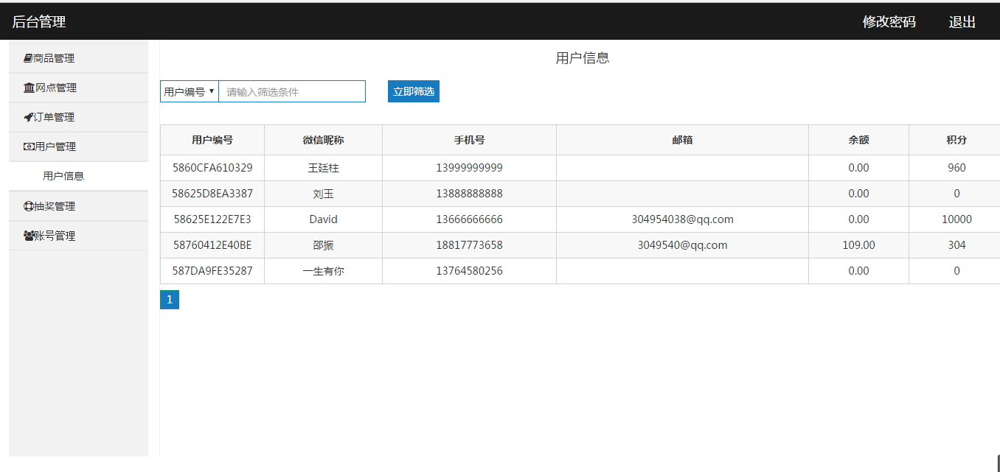 后台管理 修改密码 退出
商品管理
网点管理
订单管理
用户管理
用户信息
抽奖管理
账号管理
用户信息
用户编号 请输入筛选条件 立即筛选
用户编号 微信昵称 手机号 邮箱 余额 积分
5860CFA610329 王廷柱 13999999999 0.00 960
58625D8EA3387 刘玉 13888888888 0.00 0
58625E122E7E3 David 13666666666 304954038@qq.com 0.00 10000
58760412E40BE 邵振 18817773658 3049540@qq.com 109.00 304
587DA9FE35287 一生有你 13764580256 0.00 0
1